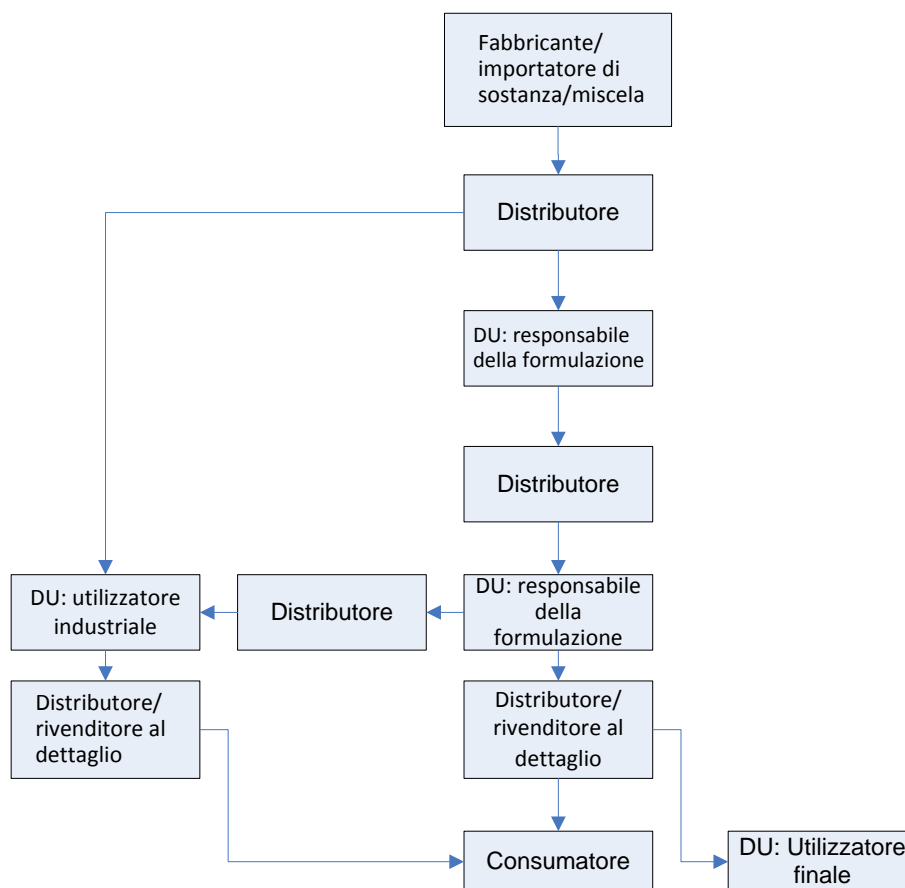 Fabbricante/
importatore di
sostanza/miscela
Distributore
DU: responsabile
della formulazione
Distributore
DU: utilizzatore
industriale
Distributore
DU: responsabile
della
formulazione
Distributore/
rivenditore al
dettaglio
Distributore/
rivenditore al
dettaglio
Consumatore
DU: Utilizzatore
finale